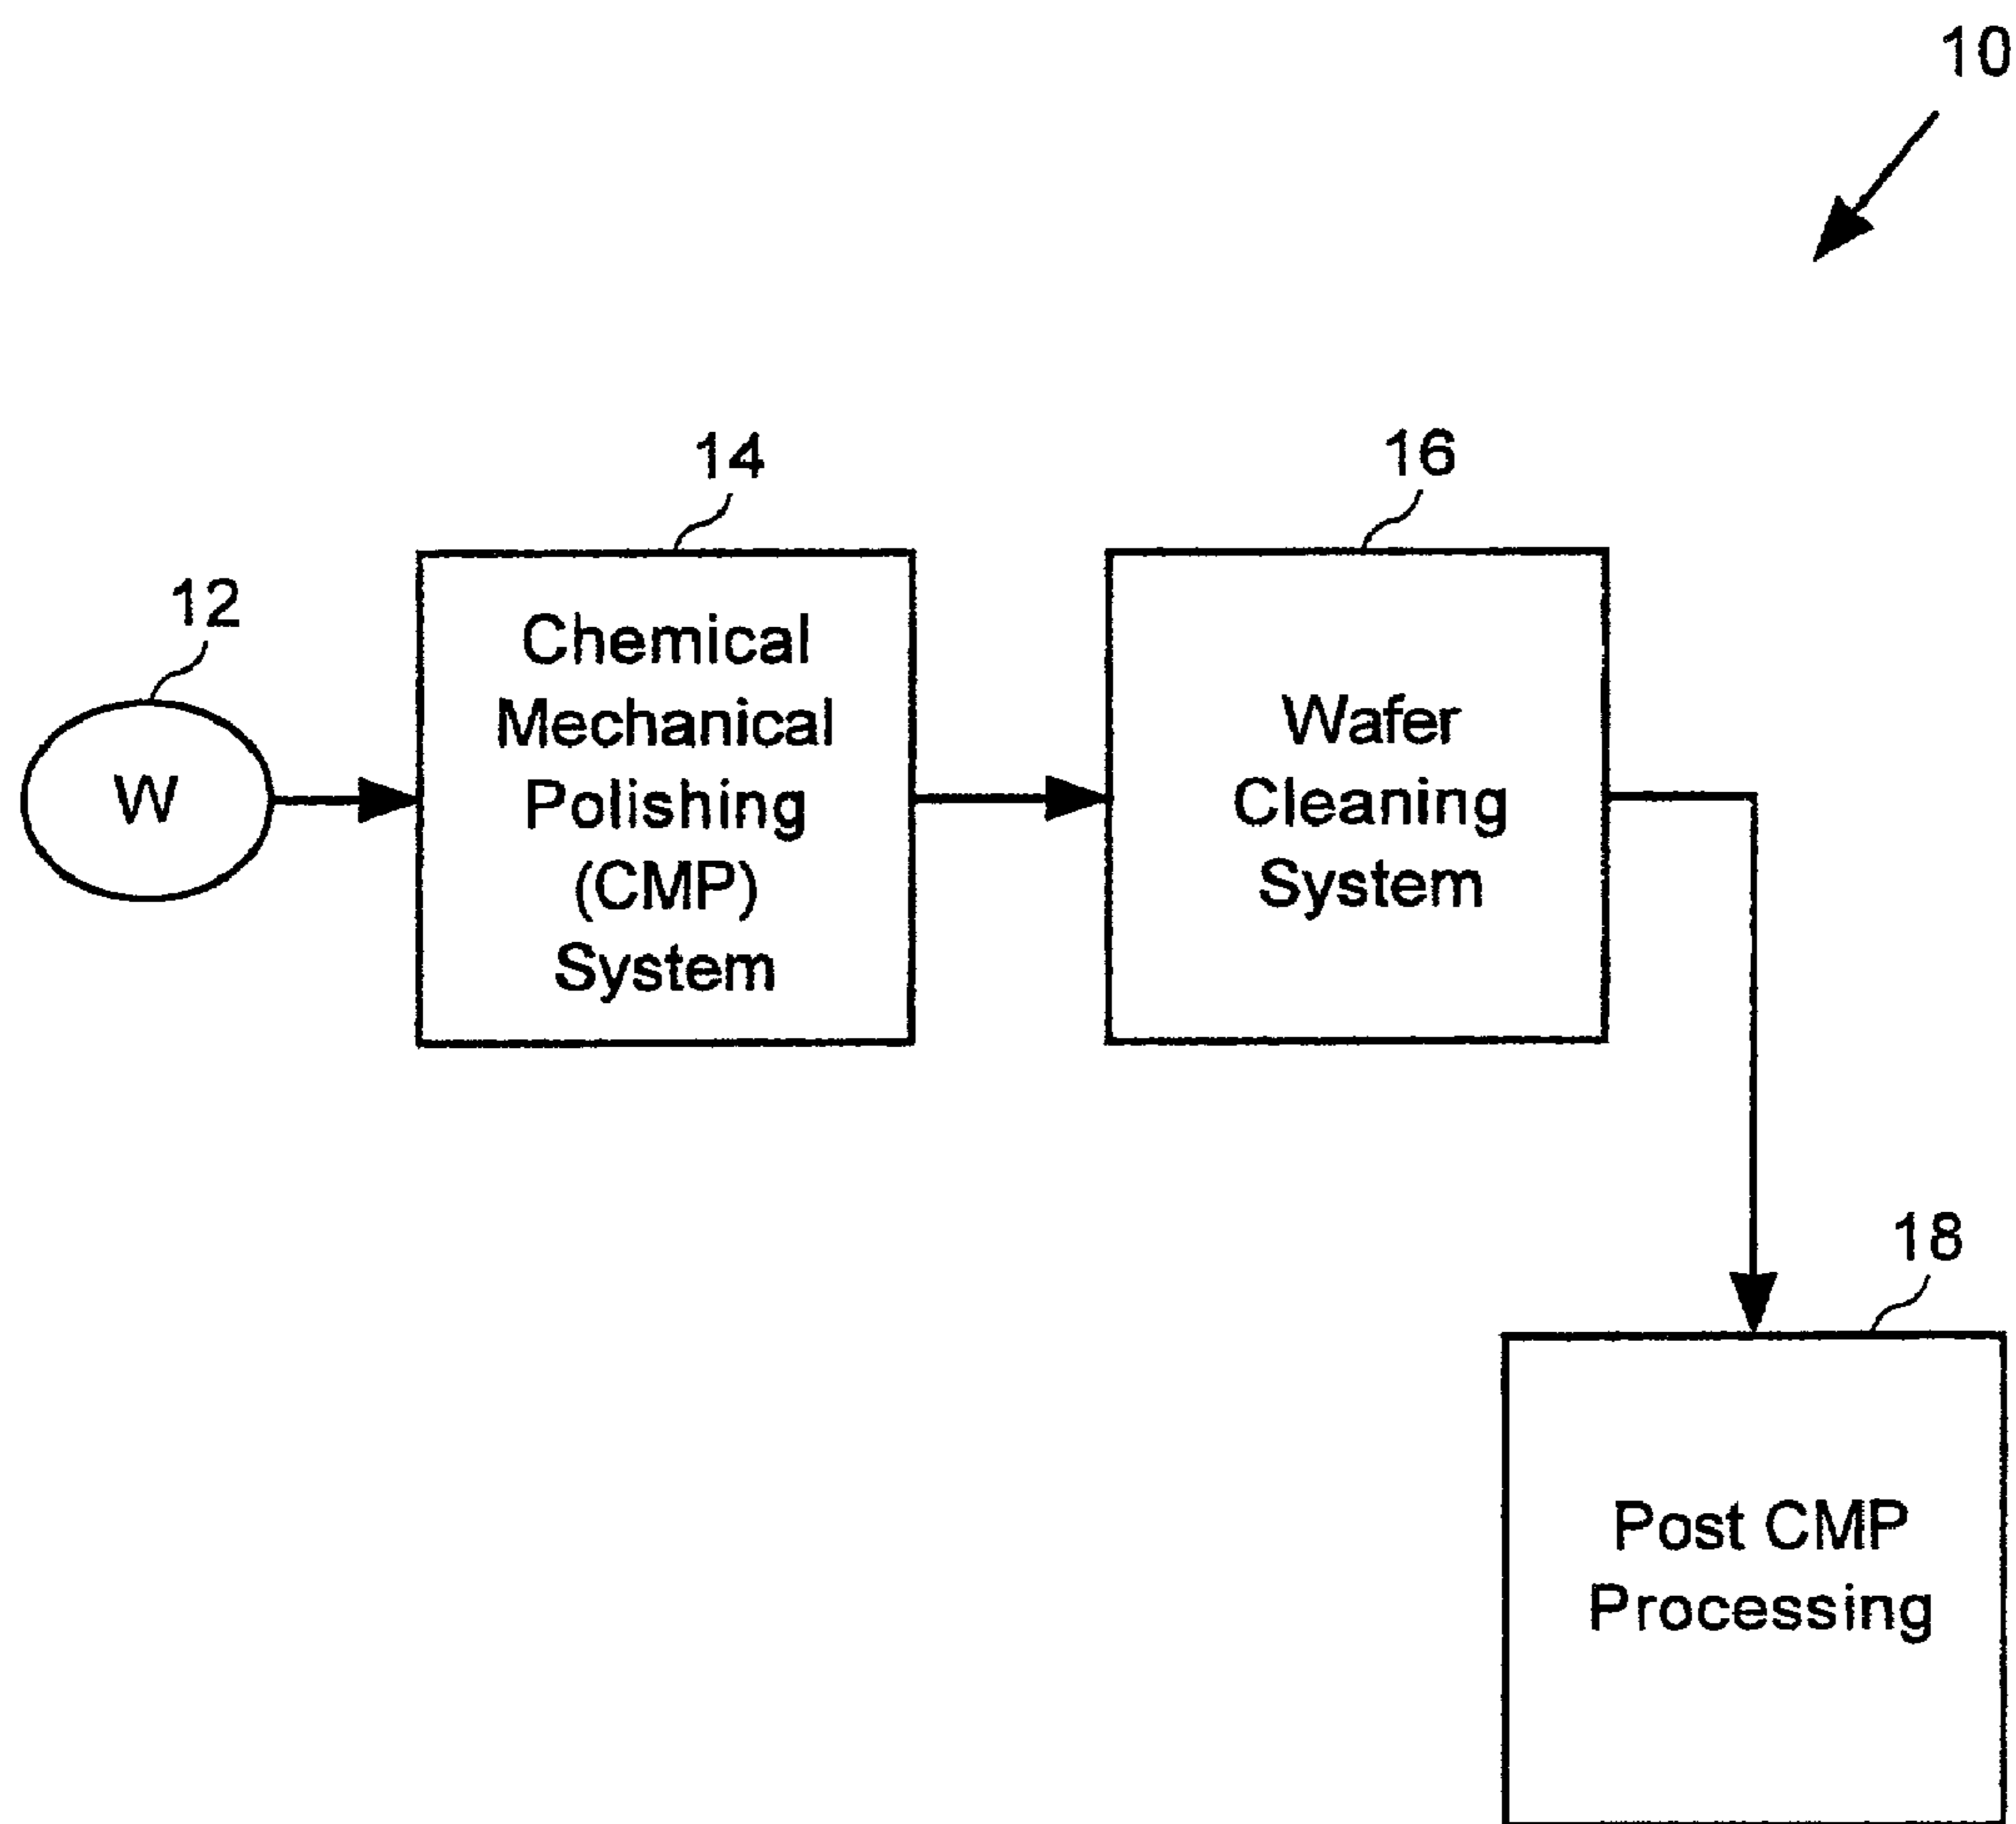 10
14
16
12
W
Chemical
Mechanical
Polishing
(CMP)
System
Wafer
Cleaning
System
18
Post CMP
Processing